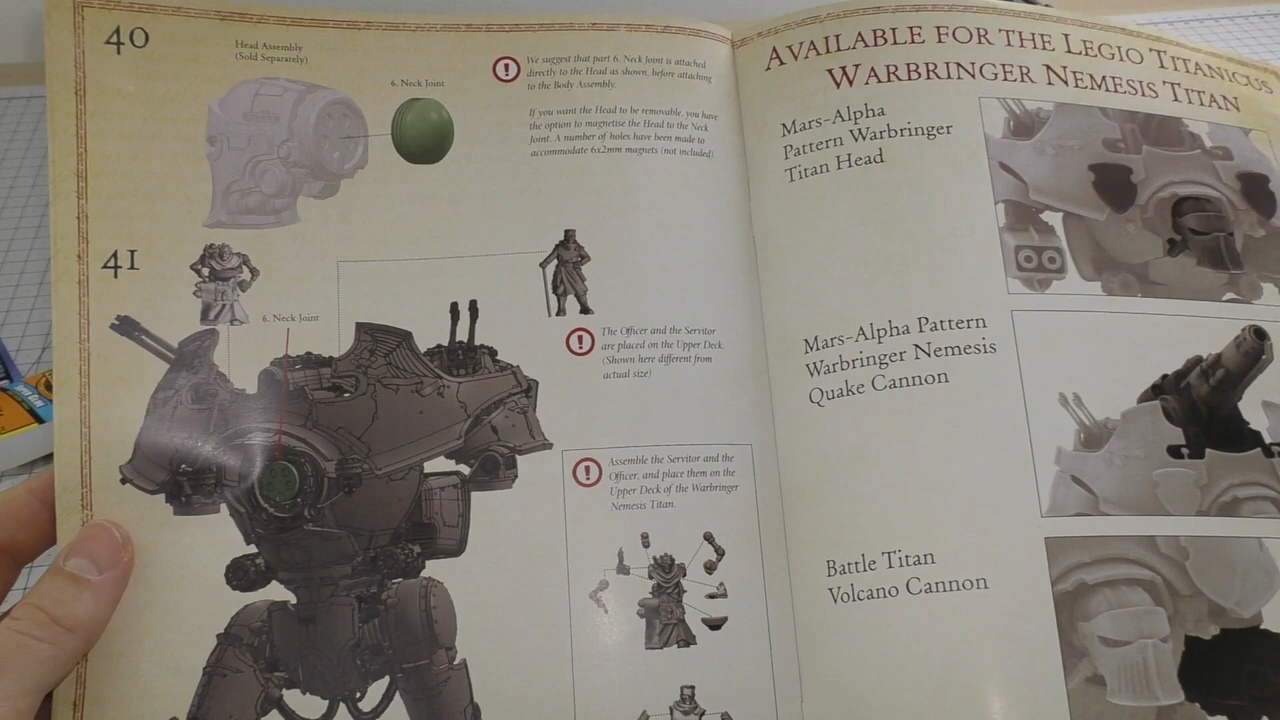 40
Head Assembly
(Sold Separately)
6. Neck Joint
We suggest that part 6. Neck Joint is attached
directly to the Head as shown, before attaching
to the Body Assembly.
If you want the Head to be removable, you have
the option to magnetise the Head to the Neck
Joint. A number of holes have been made to
accommodate 6x2mm magnets (not included)
41
6. Neck Joint
The Officer and the Servitor
are placed on the Upper Deck.
(Shown here different from
actual size)
Assemble the Servitor and the
Officer, and place them on the
Upper Deck of the Warbringer
Nemesis Titan.
Available for the Legio Titanicus
Warbringer Nemesis Titan
Mars-Alpha
Pattern Warbringer
Titan Head
Mars-Alpha Pattern
Warbringer Nemesis
Quake Cannon
Battle Titan
Volcano Cannon